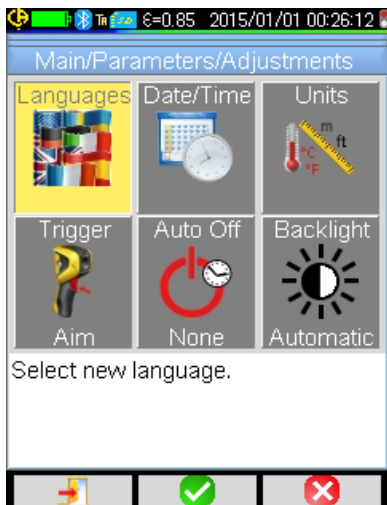 ε=0.85 2015/01/01 00:26:12
Main/Parameters/Adjustments
Languages Date/Time Units
m
ft
°C
°F
Trigger Auto Off Backlight
Aim None Automatic
Select new language.